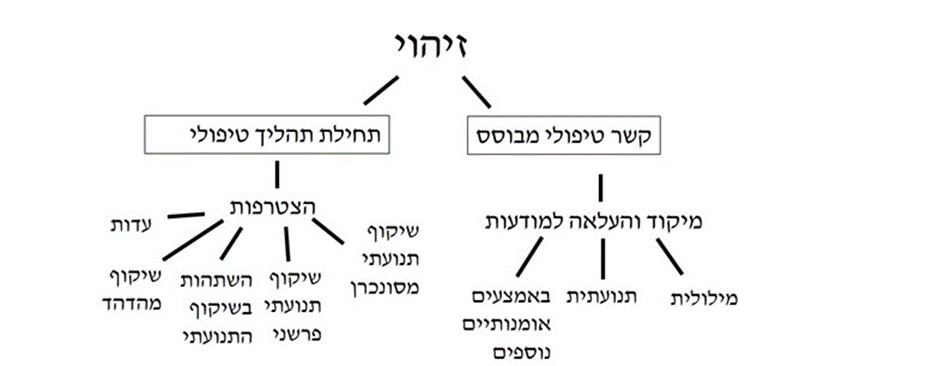 זיהוי
קשר טיפולי מבוסס
תחילת תהליך טיפולי
מיקוד והעלאה למודעות
מילולית
תנועתית
באמצעים
אומנותיים
נוספים
הצטרפות
שיקוף
תנועתי
מסונכרן
שיקוף
תנועתי
פרשני
השתהות
בשיקוף
התנועתי
שיקוף
מהדהד
עדות